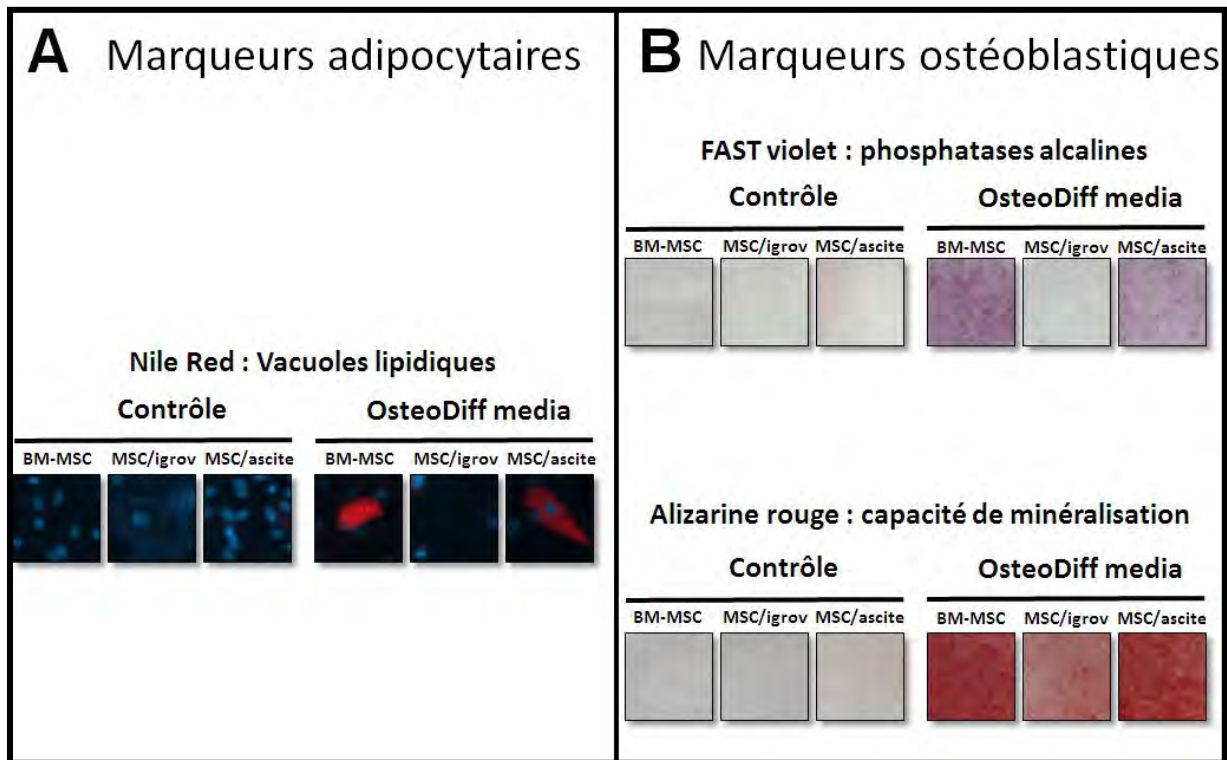 A Marqueurs adipocytaires
Nile Red : Vacuoles lipidiques
Contrôle OsteoDiff media
BM-MSC MSC/igrov MSC/ascite BM-MSC MSC/igrov MSC/ascite
B Marqueurs ostéoblastiques
FAST violet : phosphatases alcalines
Contrôle OsteoDiff media
BM-MSC MSC/igrov MSC/ascite BM-MSC MSC/igrov MSC/ascite
Alizarine rouge : capacité de minéralisation
Contrôle OsteoDiff media
BM-MSC MSC/igrov MSC/ascite BM-MSC MSC/igrov MSC/ascite